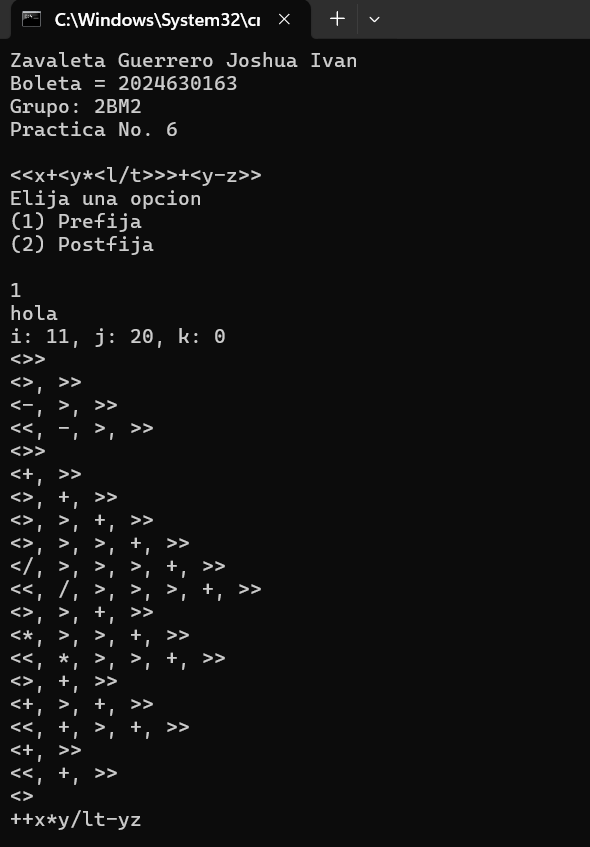 C:\Windows\System32\cr
Zavaleta Guerrero Joshua Ivan
Boleta = 2024630163
Grupo: 2BM2
Practica No. 6
<<x+<y*<l/t>>>+<y-z>>
Elija una opcion
(1) Prefija
(2) Postfija
1
hola
i: 11, j: 20, k: 0
<>>
<>, >>
<-, >, >>
<<, -, >, >>
<>>
<+, >>
<>, +, >>
<>, >, +, >>
<>, >, >, +, >>
</, >, >, >, +, >>
<<, /, >, >, >, +, >>
<>, >, +, >>
<*, >, >, +, >>
<<, *, >, >, +, >>
<>, +, >>
<+, >, +, >>
<<, +, >, +, >>
<+, >>
<<, +, >>
<>
++x*y/lt-yz